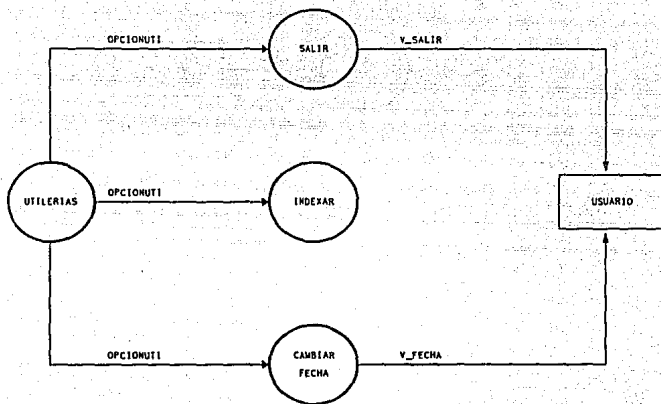 OPCIONUTI
SALIR
V_SALIR
UTILERIAS
OPCIONUTI
INDEXAR
USUARIO
OPCIONUTI
CAMBIAR
FECHA
V_FECHA